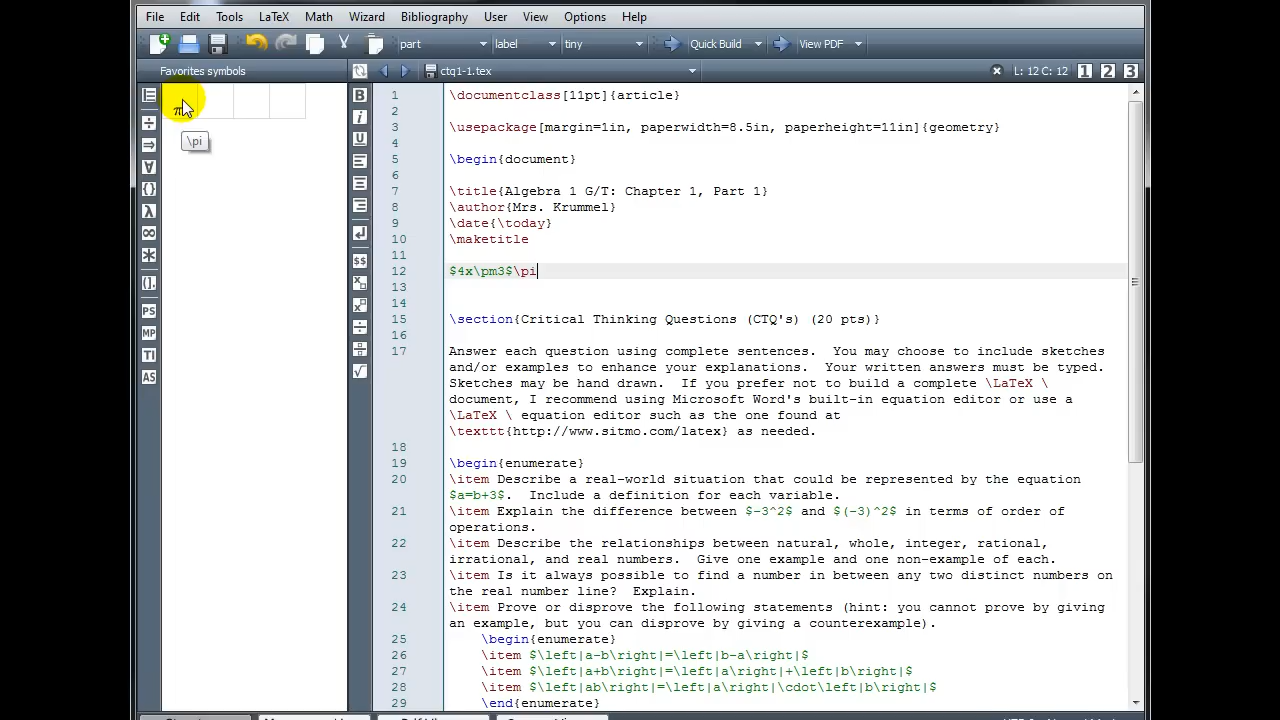 File Edit Tools LaTeX Math Wizard Bibliography User View Options Help
part label tiny Quick Build View PDF
Favorites symbols ctq1-1.tex L: 12 C: 12 1 2 3
π
\pi
PS
MP
TI
AS
B
i
U
$$
1 \documentclass[11pt]{article}
2
3 \usepackage[margin=1in, paperwidth=8.5in, paperheight=11in]{geometry}
4
5 \begin{document}
6
7 \title{Algebra 1 G/T: Chapter 1, Part 1}
8 \author{Mrs. Krummel}
9 \date{\today}
10 \maketitle
11
12 $4x\pm3$\pi
13
14
15 \section{Critical Thinking Questions (CTQ's) (20 pts)}
16
17 Answer each question using complete sentences.  You may choose to include sketches
and/or examples to enhance your explanations.  Your written answers must be typed.
Sketches may be hand drawn.  If you prefer not to build a complete \LaTeX \
document, I recommend using Microsoft Word's built-in equation editor or use a
\LaTeX \ equation editor such as the one found at
\texttt{http://www.sitmo.com/latex} as needed.
18
19 \begin{enumerate}
20 \item Describe a real-world situation that could be represented by the equation
$a=b+3$.  Include a definition for each variable.
21 \item Explain the difference between $-3^2$ and $(-3)^2$ in terms of order of
operations.
22 \item Describe the relationships between natural, whole, integer, rational,
irrational, and real numbers.  Give one example and one non-example of each.
23 \item Is it always possible to find a number in between any two distinct numbers on
the real number line?  Explain.
24 \item Prove or disprove the following statements (hint: you cannot prove by giving
an example, but you can disprove by giving a counterexample).
25 \begin{enumerate}
26 \item $\left|a-b\right|=\left|b-a\right|$
27 \item $\left|a+b\right|=\left|a\right|+\left|b\right|$
28 \item $\left|ab\right|=\left|a\right|\cdot\left|b\right|$
29 \end{enumerate}